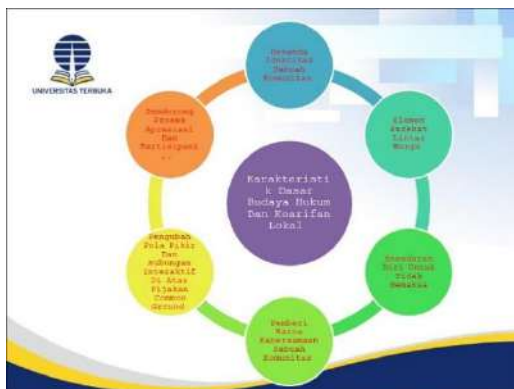 UNIVERSITAS TERBUKA
Penanda
Identitas
Sebuah
Komunitas
Elemen
Perekat
Lintas
Warga
Kesadaran
Diri Untuk
Tidak
Memaksa
Pemberi
Warna
Kebersamaan
Sebuah
Komunitas
Pengubah
Pola Pikir
Dan
Hubungan
Interaktif
Di Atas
Pijakan
Common
Ground
Mendorong
Proses
Apresiasi
Dan
Partisipasi
Karakteristi
k Dasar
Budaya Hukum
Dan Kearifan
Lokal